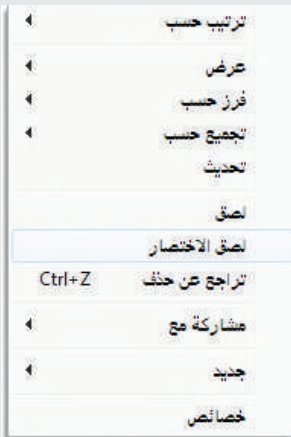 ترتيب حسب
عرض
فرز حسب
تجميع حسب
تحديث
لصق
لصق الاختصار
تراجع عن حذف Ctrl+Z
مشاركة مع
جديد
خصائص